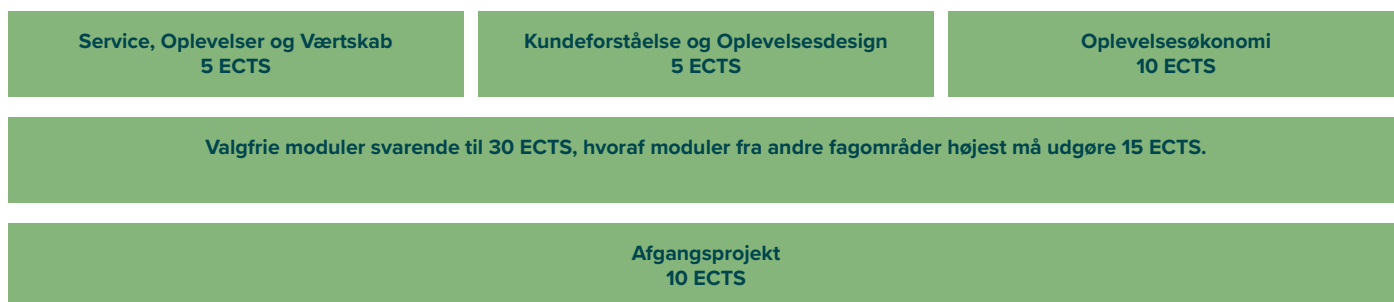 Service, Oplevelser og Værtskab
5 ECTS
Kundeforståelse og Oplevelsesdesign
5 ECTS
Oplevelsesøkonomi
10 ECTS
Valgfrie moduler svarende til 30 ECTS, hvoraf moduler fra andre fagområder højest må udgøre 15 ECTS.
Afgangsprojekt
10 ECTS